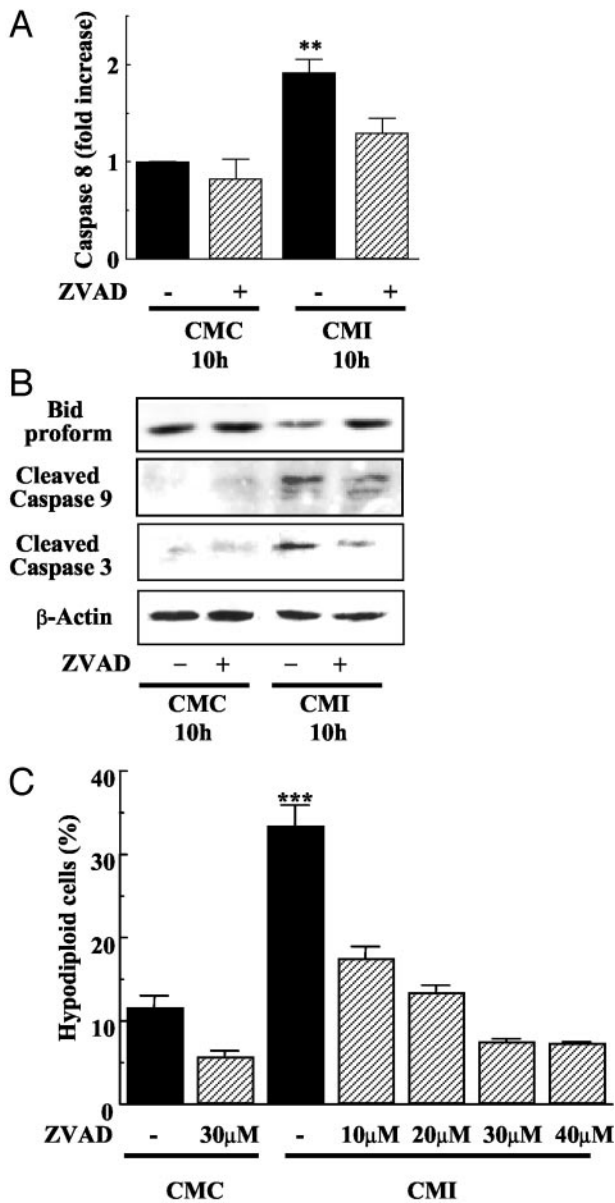 A
Caspase 8 (fold increase)
2
1
0
**
ZVAD - + - +
CMC CMI
10h 10h
B
Bid
proform
Cleaved
Caspase 9
Cleaved
Caspase 3
β-Actin
ZVAD – + – +
CMC CMI
10h 10h
C
Hypodiploid cells (%)
40
30
20
10
0
***
ZVAD - 30μM - 10μM 20μM 30μM 40μM
CMC CMI